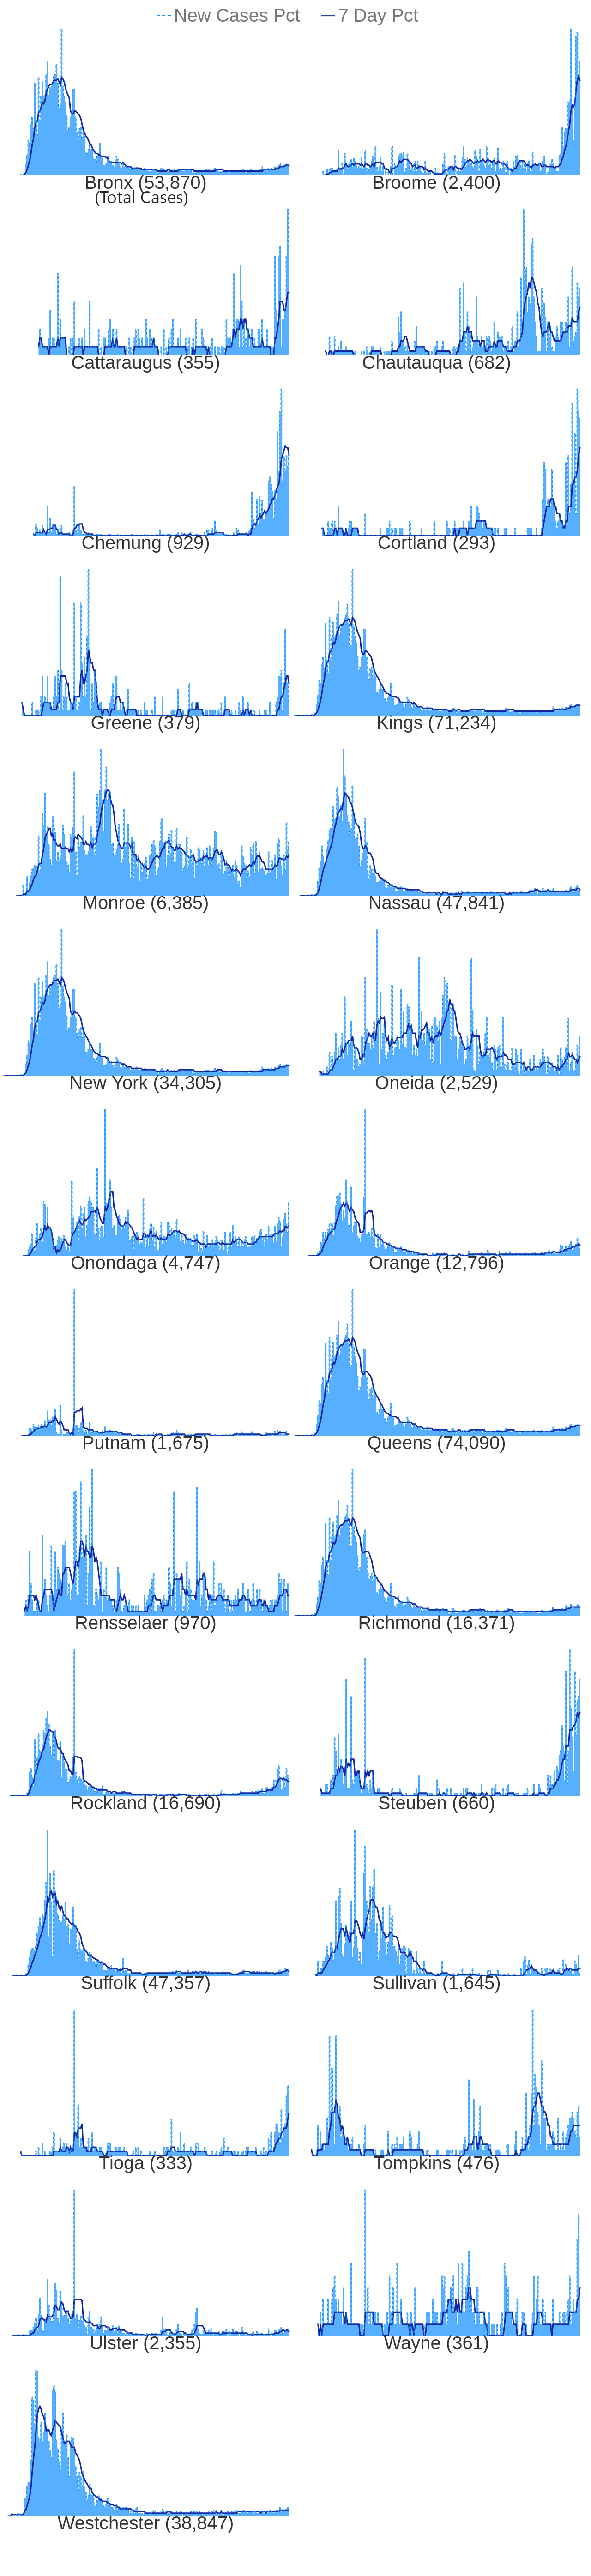 New Cases Pct 7 Day Pct
Bronx (53,870) Broome (2,400)
(Total Cases)
Cattaraugus (355) Chautauqua (682)
Chemung (929) Cortland (293)
Greene (379) Kings (71,234)
Monroe (6,385) Nassau (47,841)
New York (34,305) Oneida (2,529)
Onondaga (4,747) Orange (12,796)
Putnam (1,675) Queens (74,090)
Rensselaer (970) Richmond (16,371)
Rockland (16,690) Steuben (660)
Suffolk (47,357) Sullivan (1,645)
Tioga (333) Tompkins (476)
Ulster (2,355) Wayne (361)
Westchester (38,847)